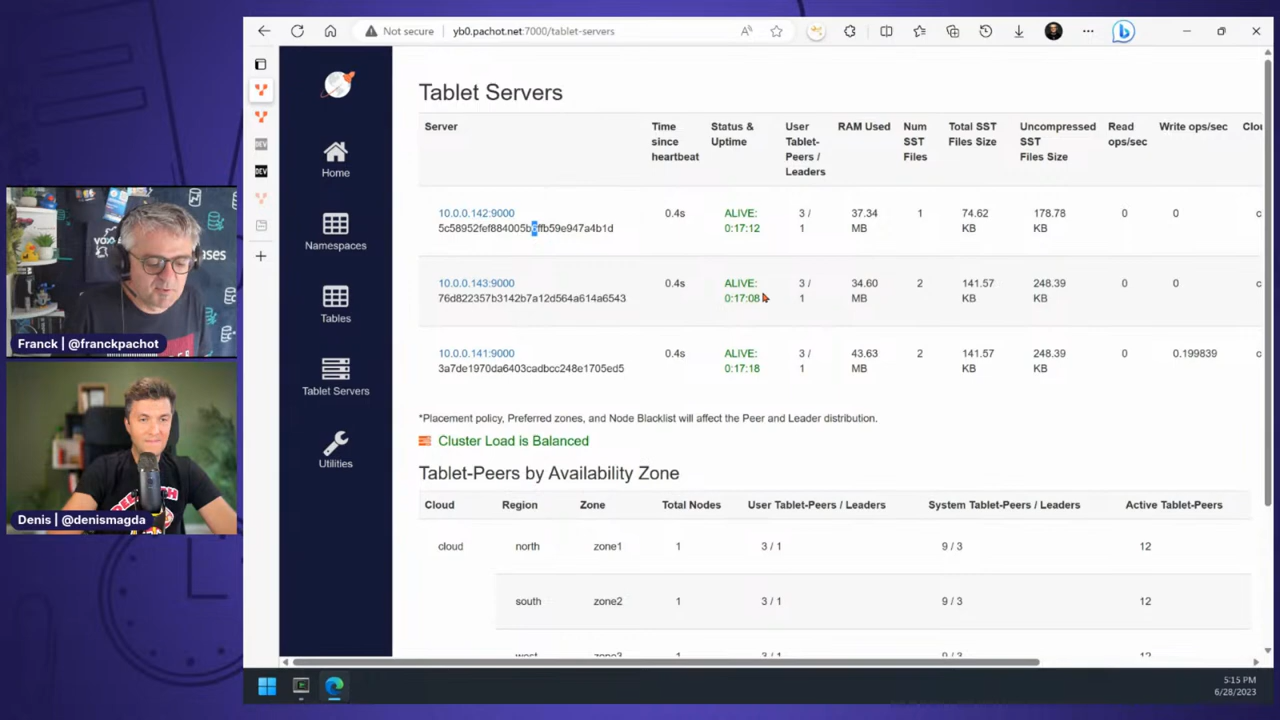 Not secure
yb0.pachot.net:7000/tablet-servers
Tablet Servers
Server
Time since heartbeat
Status & Uptime
User Tablet-Peers / Leaders
RAM Used
Num SST Files
Total SST Files Size
Uncompressed SST Files Size
Read ops/sec
Write ops/sec
Clou
10.0.0.142:9000
5c58952fef884005b6ffb59e947a4b1d
0.4s
ALIVE: 0:17:12
3 / 1
37.34 MB
1
74.62 KB
178.78 KB
0
0
c
10.0.0.143:9000
76d822357b3142b7a12d564a614a6543
0.4s
ALIVE: 0:17:08
3 / 1
34.60 MB
2
141.57 KB
248.39 KB
0
0
c
10.0.0.141:9000
3a7de1970da6403cadbcc248e1705ed5
0.4s
ALIVE: 0:17:18
3 / 1
43.63 MB
2
141.57 KB
248.39 KB
0
0.199839
c
*Placement policy, Preferred zones, and Node Blacklist will affect the Peer and Leader distribution.
Cluster Load is Balanced
Tablet-Peers by Availability Zone
Cloud Region Zone Total Nodes User Tablet-Peers / Leaders System Tablet-Peers / Leaders Active Tablet-Peers
cloud north zone1 1 3 / 1 9 / 3 12
south zone2 1 3 / 1 9 / 3 12
Home
Namespaces
Tables
Tablet Servers
Utilities
DEV
DEV
Franck | @franckpachot
Denis | @denismagda
5:15 PM
6/28/2023